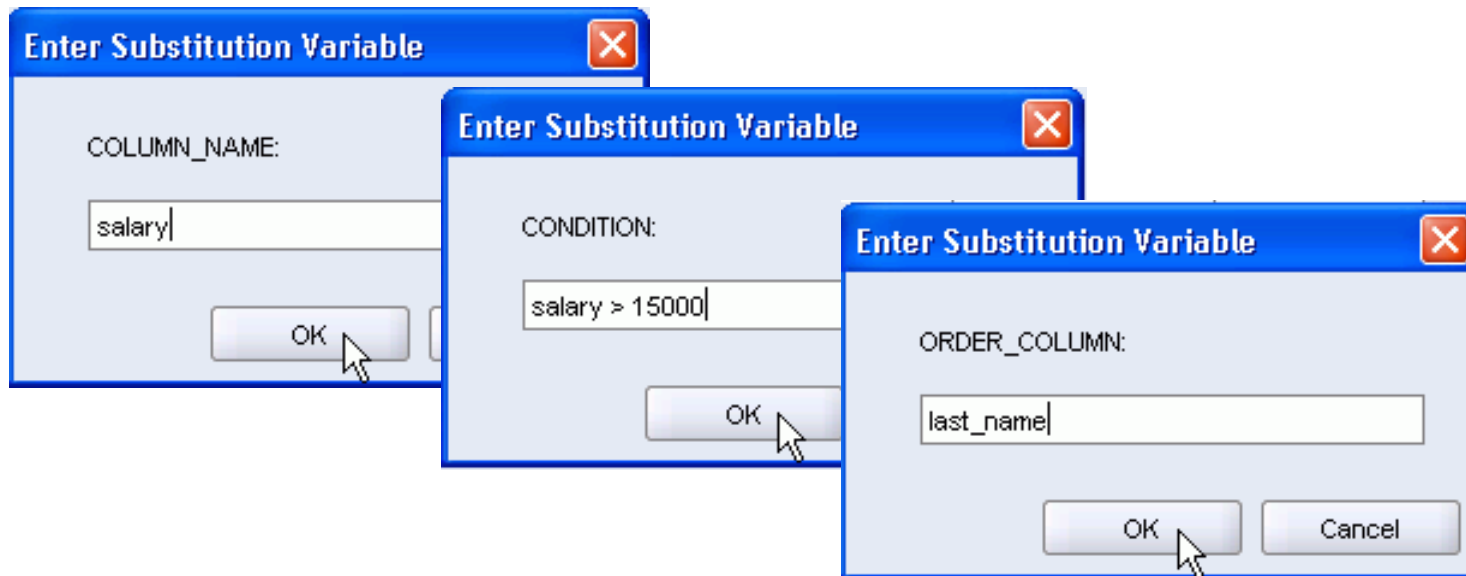 Enter Substitution Variable
COLUMN_NAME:
salary
OK
Enter Substitution Variable
CONDITION:
salary > 15000
OK
Enter Substitution Variable
ORDER_COLUMN:
last_name
OK
Cancel